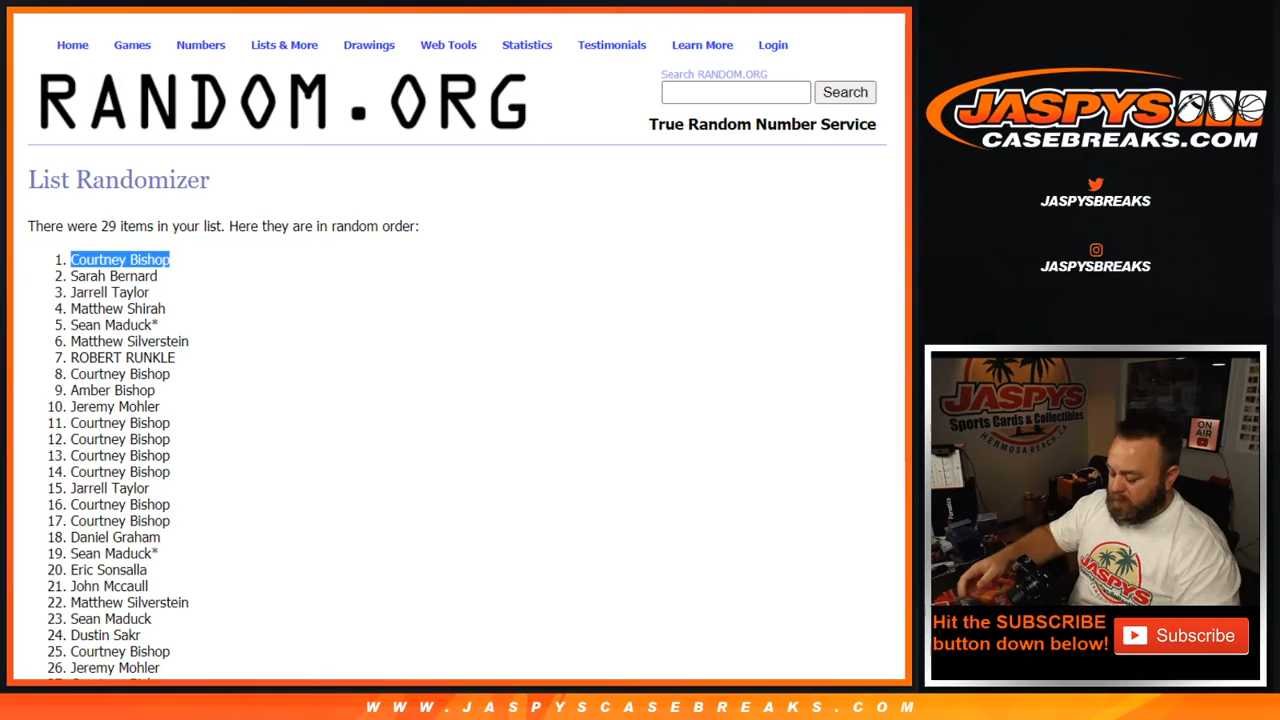 Home Games Numbers Lists & More Drawings Web Tools Statistics Testimonials Learn More Login
RANDOM.ORG
Search RANDOM.ORG
Search
True Random Number Service
List Randomizer
There were 29 items in your list. Here they are in random order:
1. Courtney Bishop
2. Sarah Bernard
3. Jarrell Taylor
4. Matthew Shirah
5. Sean Maduck*
6. Matthew Silverstein
7. ROBERT RUNKLE
8. Courtney Bishop
9. Amber Bishop
10. Jeremy Mohler
11. Courtney Bishop
12. Courtney Bishop
13. Courtney Bishop
14. Courtney Bishop
15. Jarrell Taylor
16. Courtney Bishop
17. Courtney Bishop
18. Daniel Graham
19. Sean Maduck*
20. Eric Sonsalla
21. John Mccaull
22. Matthew Silverstein
23. Sean Maduck
24. Dustin Sakr
25. Courtney Bishop
26. Jeremy Mohler
JASPYS
CASEBREAKS.COM
JASPYSBREAKS
JASPYSBREAKS
JASPYS
Sports Cards & Collectibles
HERMOSA BEACH, CA
ON
AIR
Fanatics
JASPYS
Hit the SUBSCRIBE
button down below!
Subscribe
WWW.JASPYSCASEBREAKS.COM